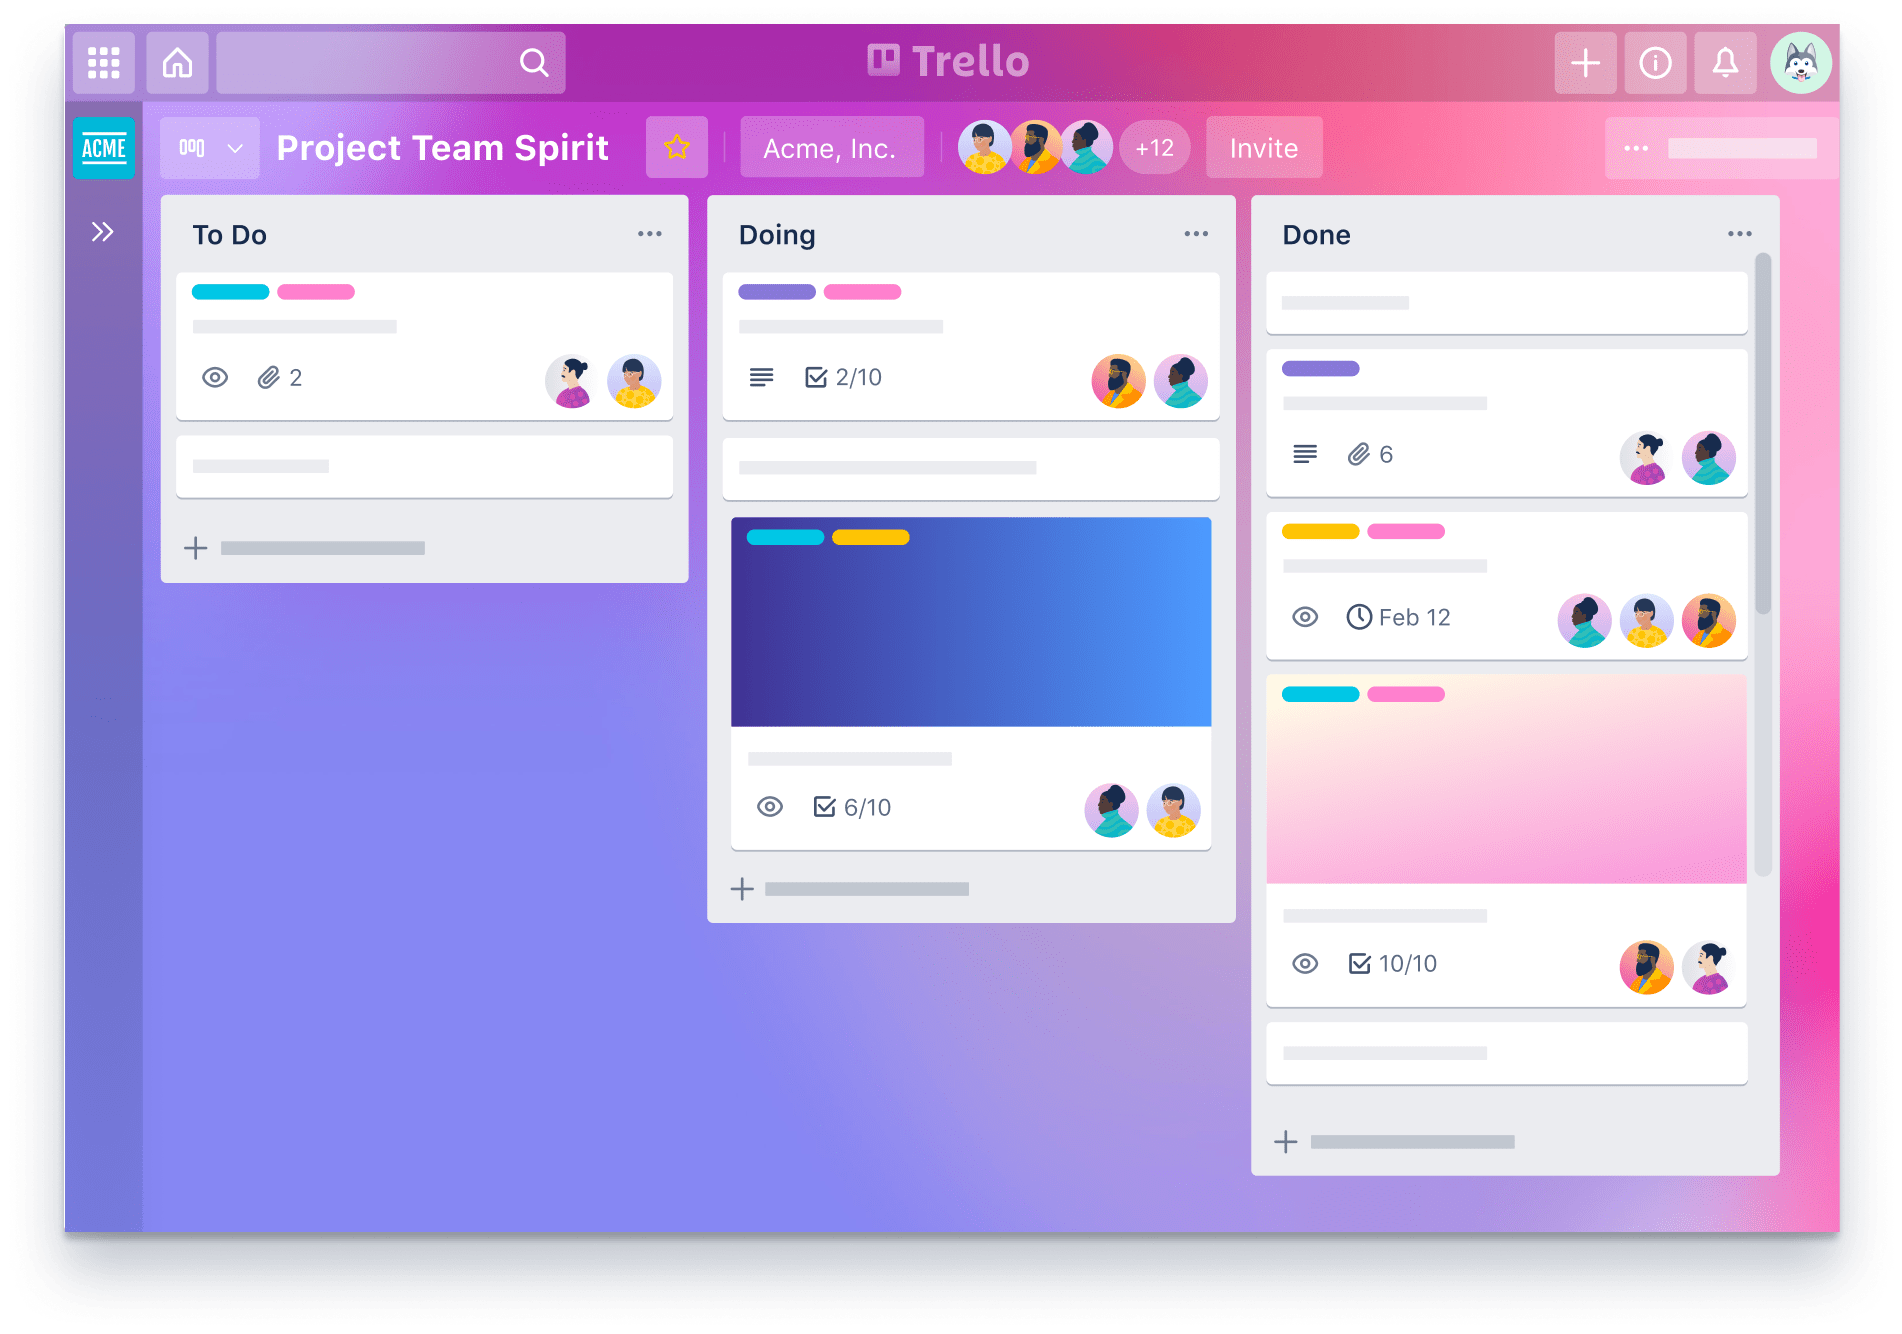 Trello
ACME
Project Team Spirit
Acme, Inc.
+12
Invite
To Do
2
Doing
2/10
6/10
Done
6
Feb 12
10/10